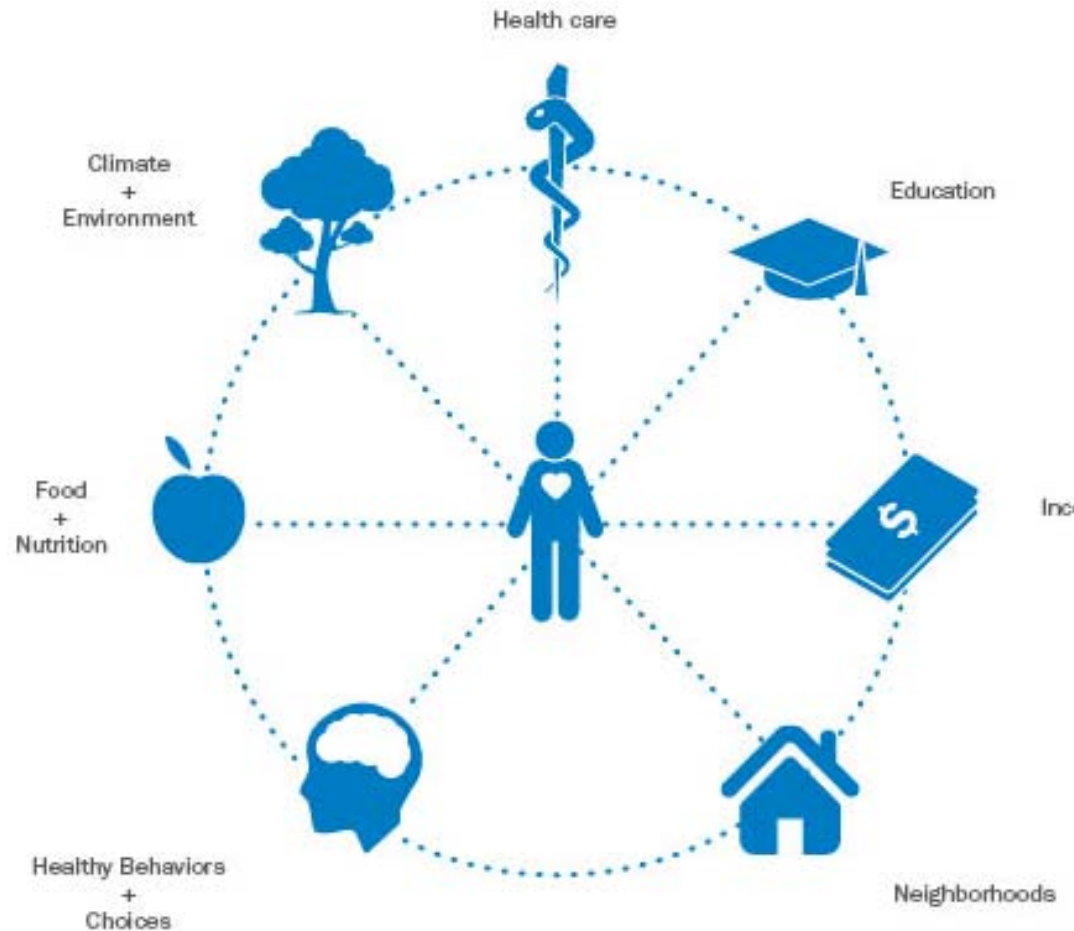 Health care
Climate
+
Environment
Education
Food
+
Nutrition
$
Healthy Behaviors
+
Choices
Neighborhoods